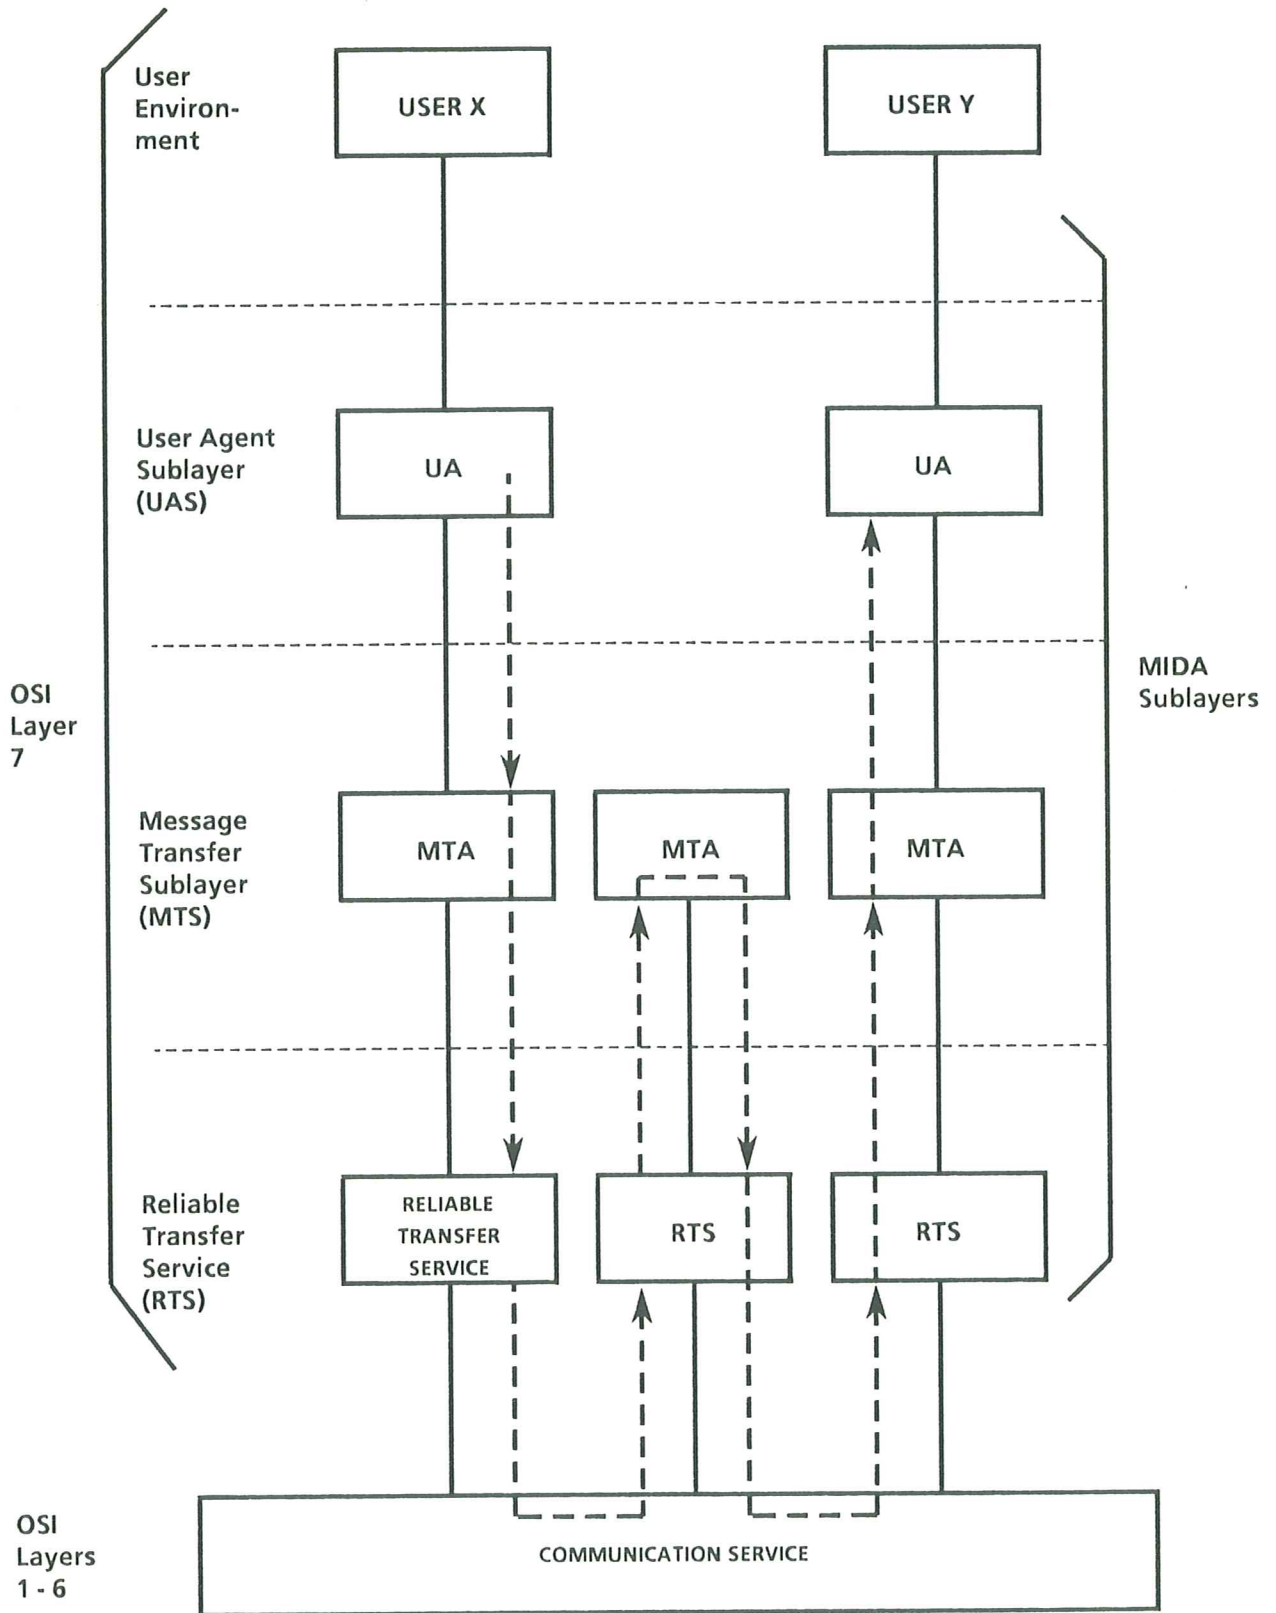 User
Environ-
ment
USER X
USER Y
User Agent
Sublayer
(UAS)
UA
UA
OSI
Layer
7
MIDA
Sublayers
Message
Transfer
Sublayer
(MTS)
MTA
MTA
MTA
Reliable
Transfer
Service
(RTS)
RELIABLE
TRANSFER
SERVICE
RTS
RTS
OSI
Layers
1 - 6
COMMUNICATION SERVICE